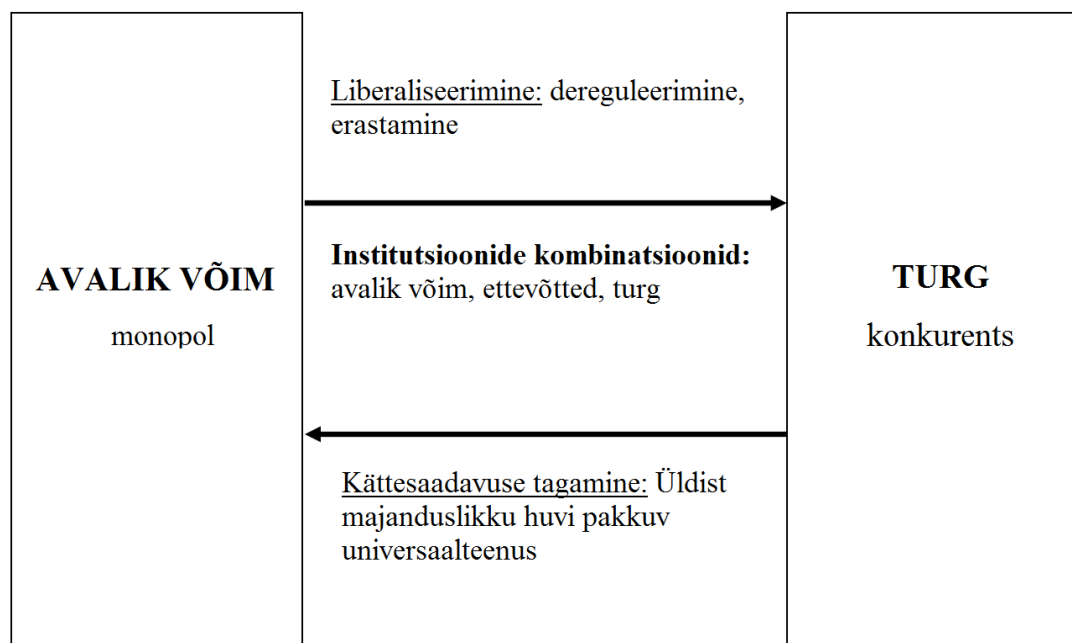 Liberaliseerimine: dereguleerimine,
erastamine
AVALIK VÕIM
monopol
Institutsioonide kombinatsioonid:
avalik võim, ettevõtted, turg
TURG
konkurents
Kättesaadavuse tagamine: Üldist
majanduslikku huvi pakkuv
universaalteenus